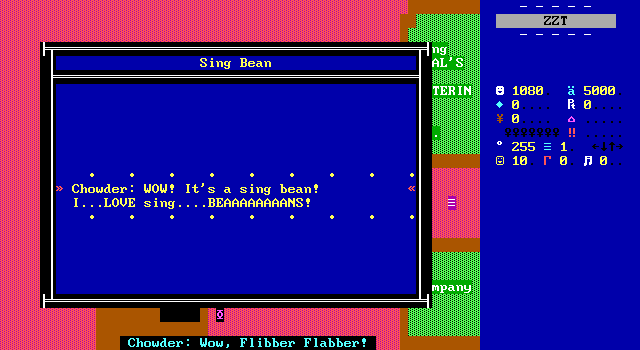 ZZT
Sing Bean
ng
AL'S
TERIN
.
1080
5000
0
0
0
255
1
10
0
0
» Chowder: WOW! It's a sing bean! «
I...LOVE sing....BEAAAAAAAANS!
mpany
Chowder: Wow, Flibber Flabber!